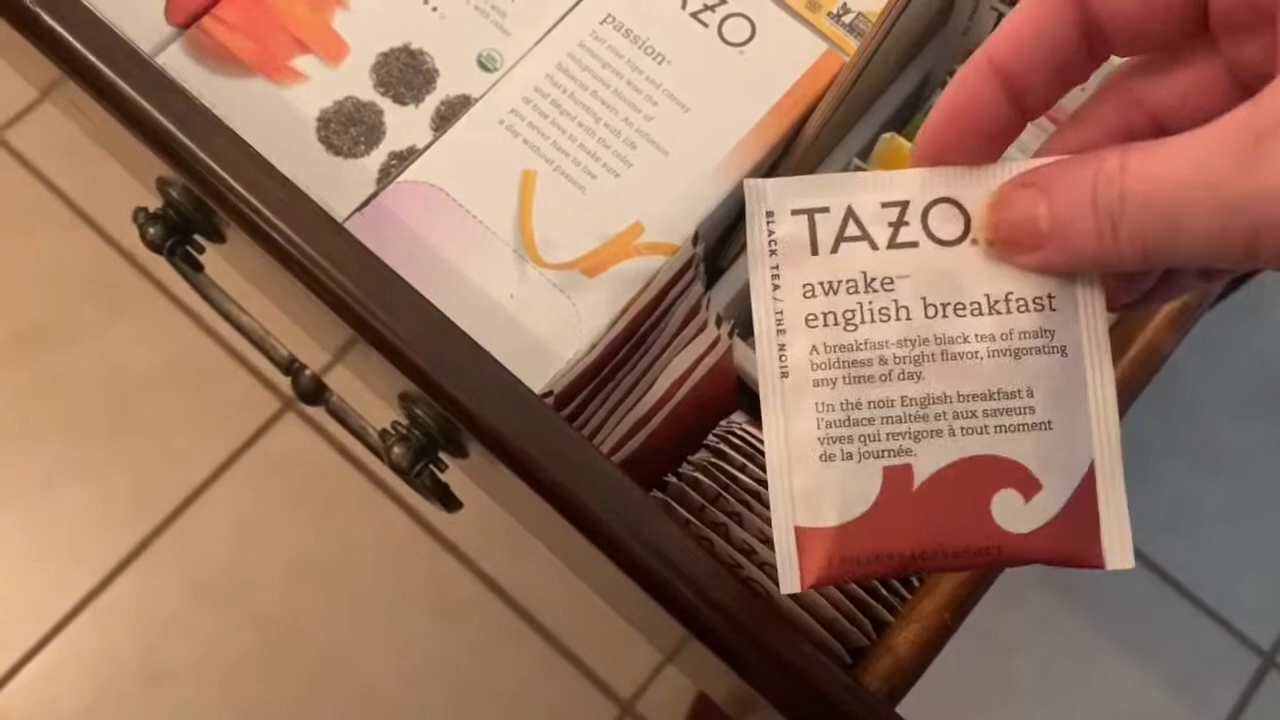 TAZO
passion
Tart rose hips and citrusy
lemongrass woo the
voluptuous blooms of
hibiscus flowers. An infusion
that's bursting with life
and tinged with the color
of true love to make sure
you never have to live
a day without passion.
BLACK TEA / THÉ NOIR
TAZO
awake™
english breakfast
A breakfast-style black tea of malty
boldness & bright flavor, invigorating
any time of day.
Un thé noir English breakfast à
l'audace maltée et aux saveurs
vives qui revigore à tout moment
de la journée.